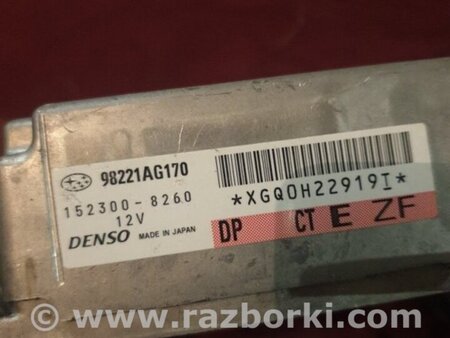 98221AG170
152300-8260
12V
DENSO MADE IN JAPAN
*XGQ0H22919I*
DP CT E ZF
www.razborki.com